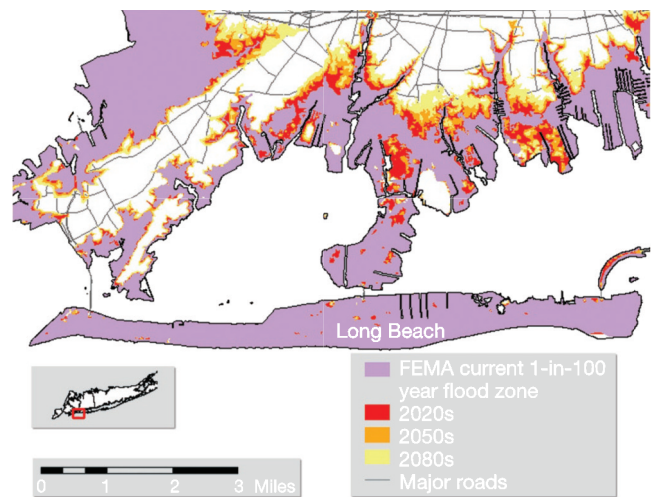 Long Beach
FEMA current 1-in-100
year flood zone
2020s
2050s
2080s
Major roads
0 1 2 3 Miles